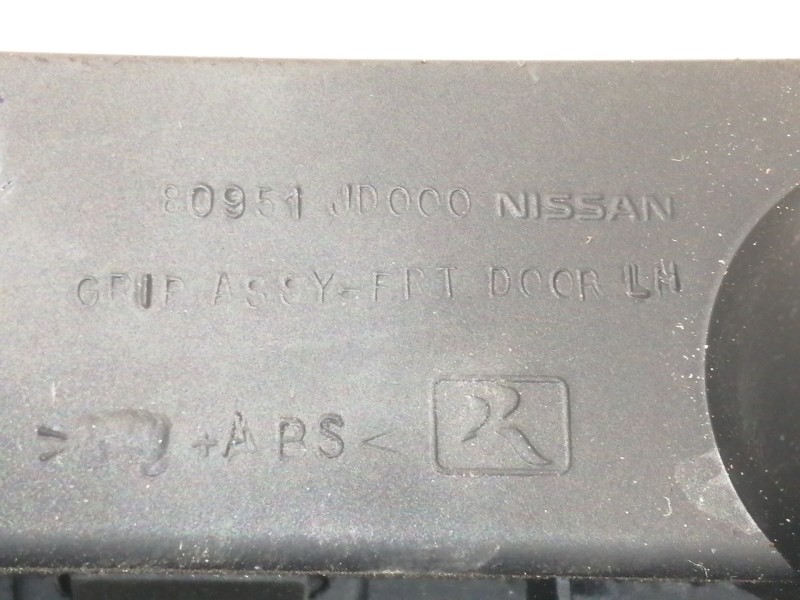 80951 JD000 NISSAN
GRIP ASSY-FRT DOOR LH
+ABS<